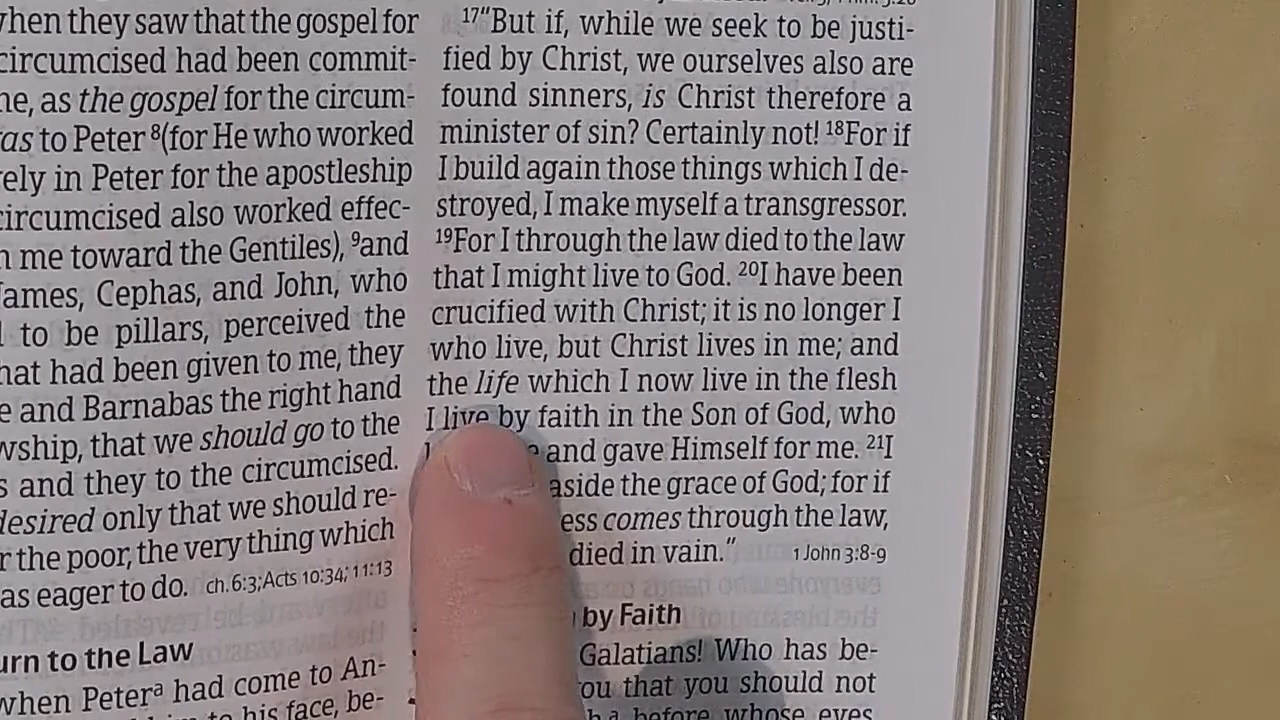 when they saw that the gospel for
circumcised had been commit-
me, as the gospel for the circum-
as to Peter 8(for He who worked
ely in Peter for the apostleship
circumcised also worked effec-
me toward the Gentiles), 9and
James, Cephas, and John, who
to be pillars, perceived the
hat had been given to me, they
and Barnabas the right hand
wship, that we should go to the
and they to the circumcised.
desired only that we should re-
the poor, the very thing which
as eager to do. ch. 6:3; Acts 10:34; 11:13
urn to the Law
when Petera had come to An-
to his face, be-
17"But if, while we seek to be justi-
fied by Christ, we ourselves also are
found sinners, is Christ therefore a
minister of sin? Certainly not! 18For if
I build again those things which I de-
stroyed, I make myself a transgressor.
19For I through the law died to the law
that I might live to God. 20I have been
crucified with Christ; it is no longer I
who live, but Christ lives in me; and
the life which I now live in the flesh
I live by faith in the Son of God, who
and gave Himself for me. 21I
aside the grace of God; for if
ess comes through the law,
died in vain." 1 John 3:8-9
by Faith
Galatians! Who has be-
ou that you should not
before whose eyes